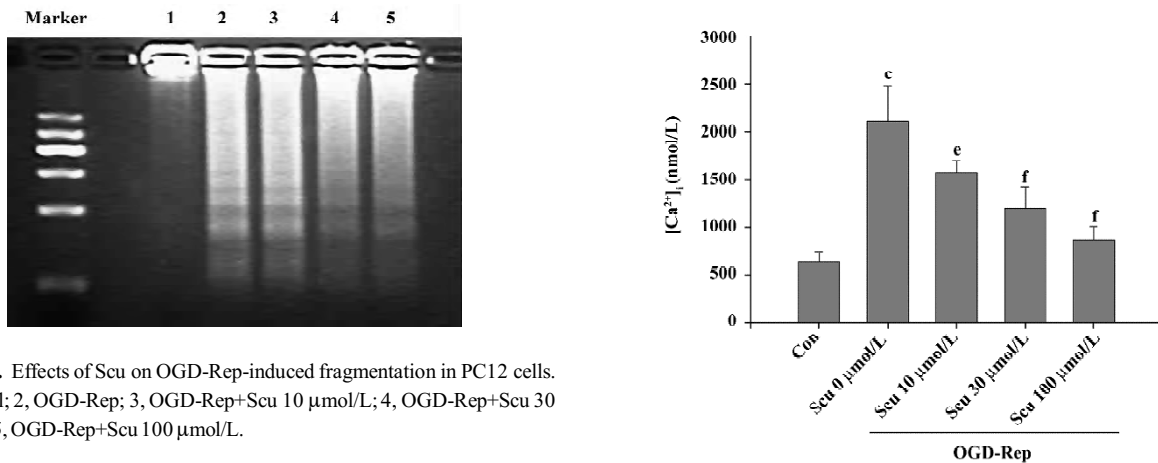 Marker 1 2 3 4 5
. Effects of Scu on OGD-Rep-induced fragmentation in PC12 cells.
l; 2, OGD-Rep; 3, OGD-Rep+Scu 10 μmol/L; 4, OGD-Rep+Scu 30
5, OGD-Rep+Scu 100 μmol/L.
[Ca²⁺]ᵢ (nmol/L)
3000
2500
2000
1500
1000
500
0
c
e
f
f
Con
Scu 0 μmol/L
Scu 10 μmol/L
Scu 30 μmol/L
Scu 100 μmol/L
OGD-Rep